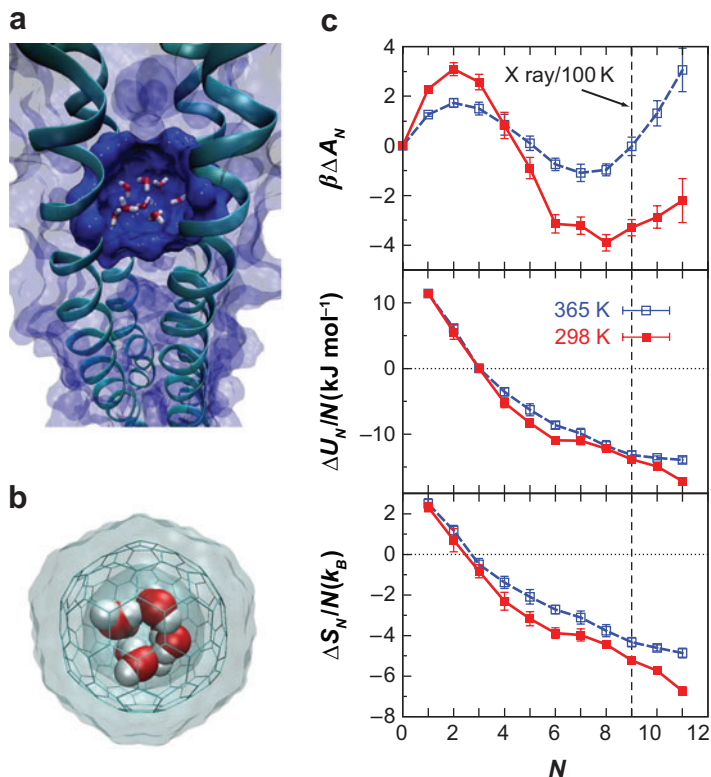 a
b
c
4
2
0
−2
−4
βΔA_N
X ray/100 K
10
0
−10
ΔU_N/N(kJ mol⁻¹)
365 K
298 K
2
0
−2
−4
−6
−8
ΔS_N/N(k_B)
0 2 4 6 8 10 12
N